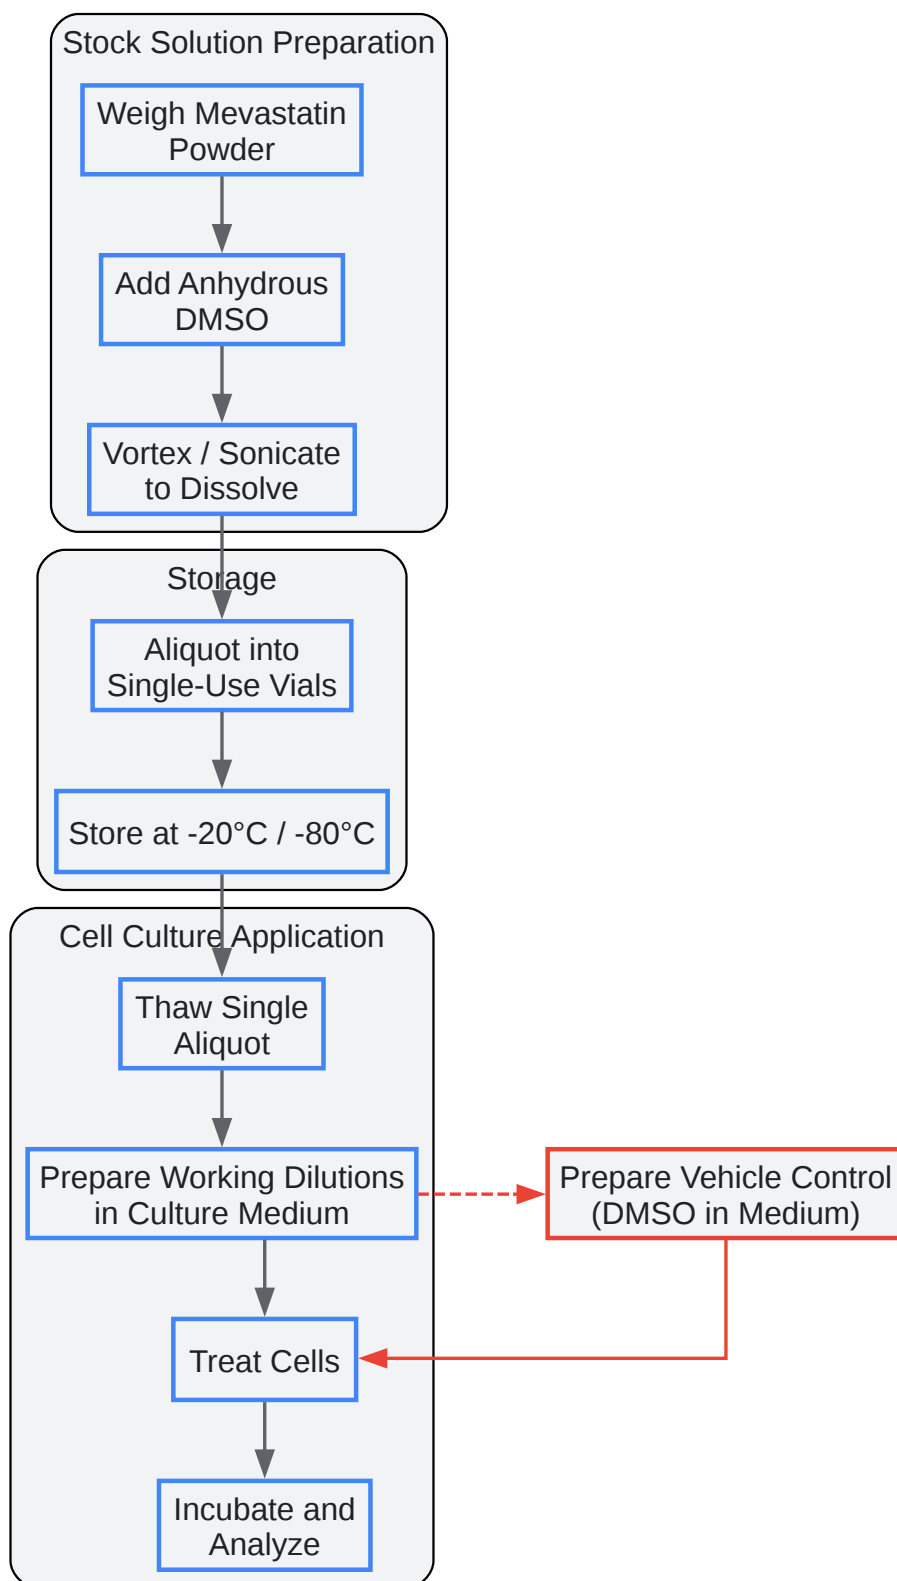 Stock Solution Preparation
Weigh Mevastatin
Powder
Add Anhydrous
DMSO
Vortex / Sonicate
to Dissolve
Storage
Aliquot into
Single-Use Vials
Store at -20°C / -80°C
Cell Culture Application
Thaw Single
Aliquot
Prepare Working Dilutions
in Culture Medium
Prepare Vehicle Control
(DMSO in Medium)
Treat Cells
Incubate and
Analyze